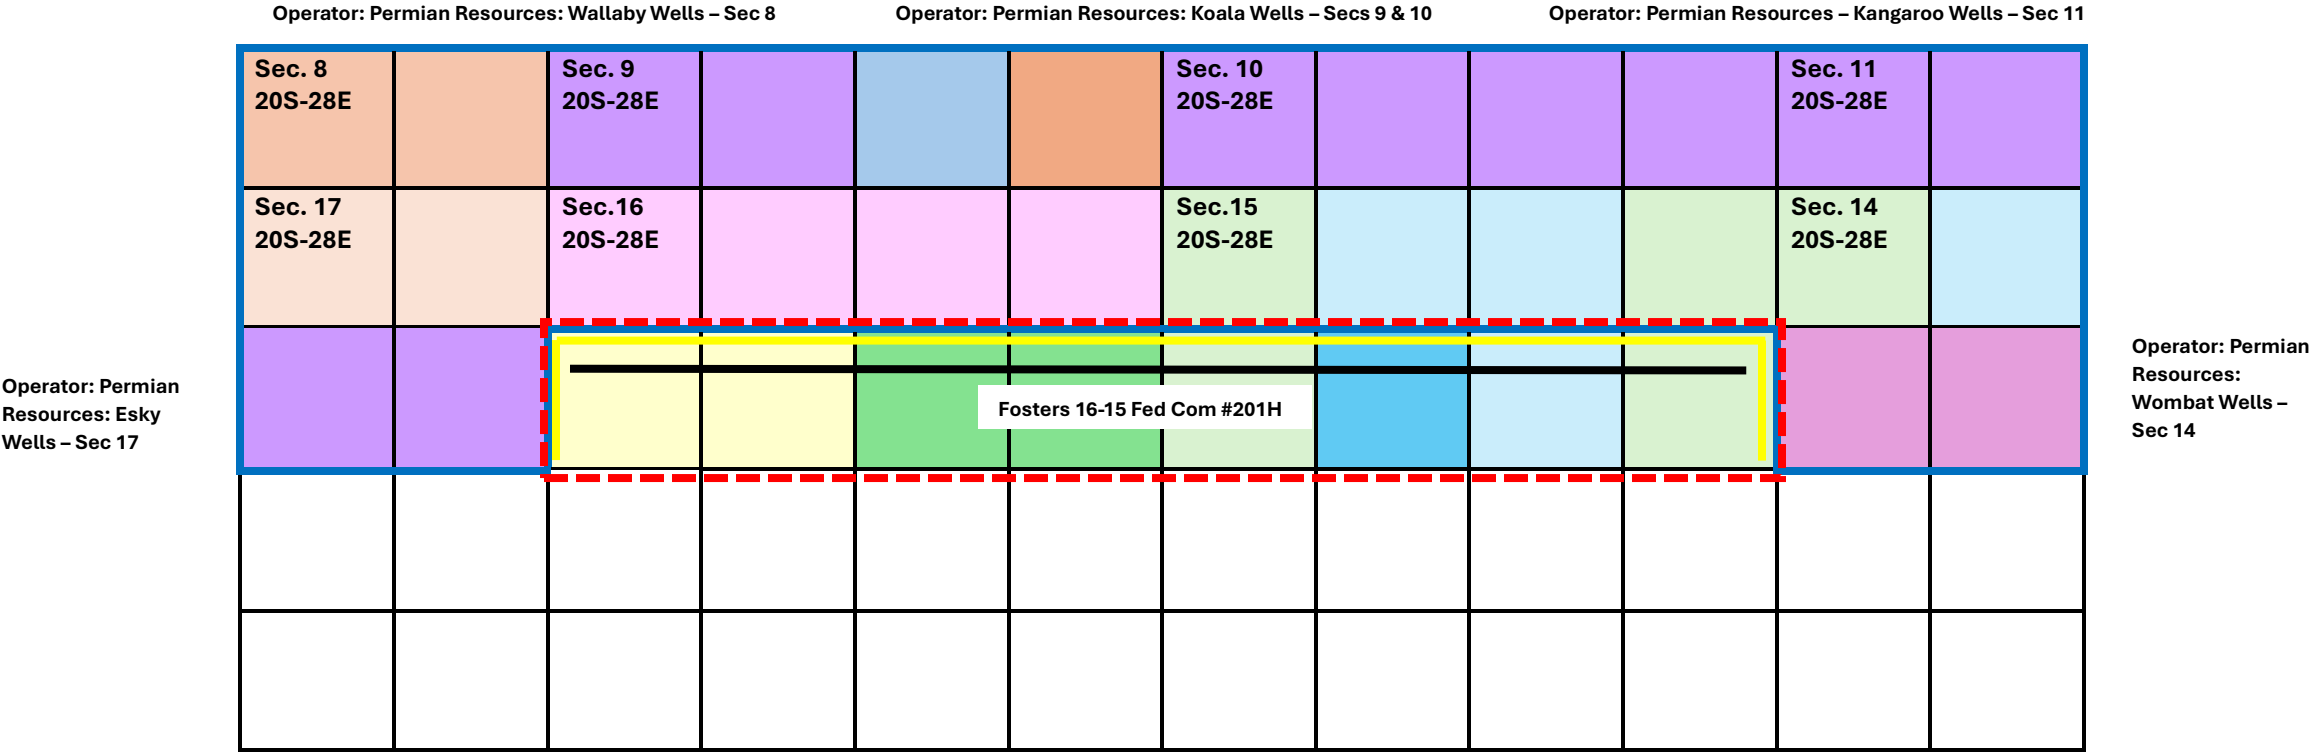 Operator: Permian Resources: Wallaby Wells – Sec 8
Operator: Permian Resources: Koala Wells – Secs 9 & 10
Operator: Permian Resources – Kangaroo Wells – Sec 11
Sec. 8
20S-28E
Sec. 9
20S-28E
Sec. 10
20S-28E
Sec. 11
20S-28E
Sec. 17
20S-28E
Sec.16
20S-28E
Sec.15
20S-28E
Sec. 14
20S-28E
Operator: Permian
Resources: Esky
Wells – Sec 17
Fosters 16-15 Fed Com #201H
Operator: Permian
Resources:
Wombat Wells –
Sec 14